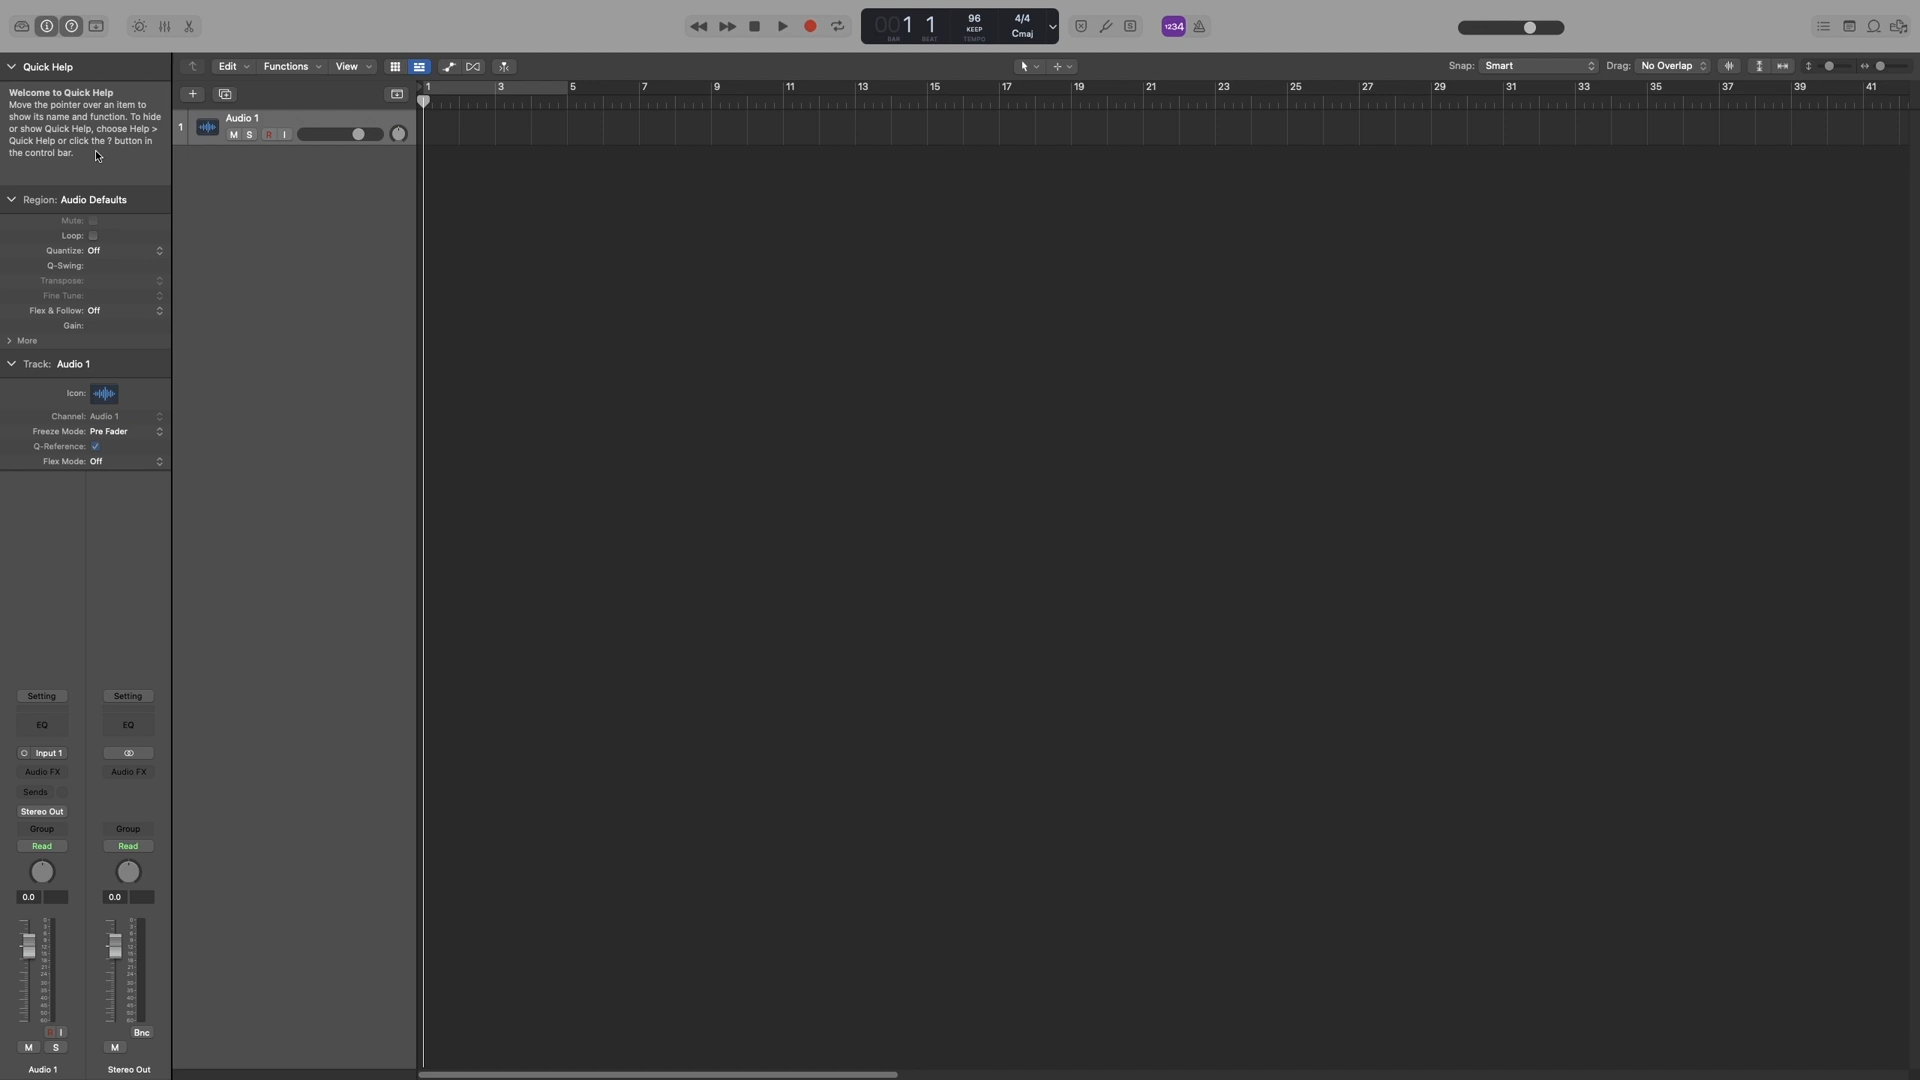 001 1
BAR BEAT
96
KEEP
TEMPO
4/4
Cmaj
1234
S
Quick Help
Welcome to Quick Help
Move the pointer over an item to
show its name and function. To hide
or show Quick Help, choose Help >
Quick Help or click the ? button in
the control bar.
Edit Functions View
Snap: Smart Drag: No Overlap
1 3 5 7 9 11 13 15 17 19 21 23 25 27 29 31 33 35 37 39 41
1
Audio 1
M S R I
Region: Audio Defaults
Mute:
Loop:
Quantize: Off
Q-Swing:
Transpose:
Fine Tune:
Flex & Follow: Off
Gain:
More
Track: Audio 1
Icon:
Channel: Audio 1
Freeze Mode: Pre Fader
Q-Reference:
Flex Mode: Off
Setting Setting
EQ EQ
Input 1
Audio FX Audio FX
Sends
Stereo Out
Group Group
Read Read
0.0 0.0
R I Bnc
M S M
Audio 1 Stereo Out